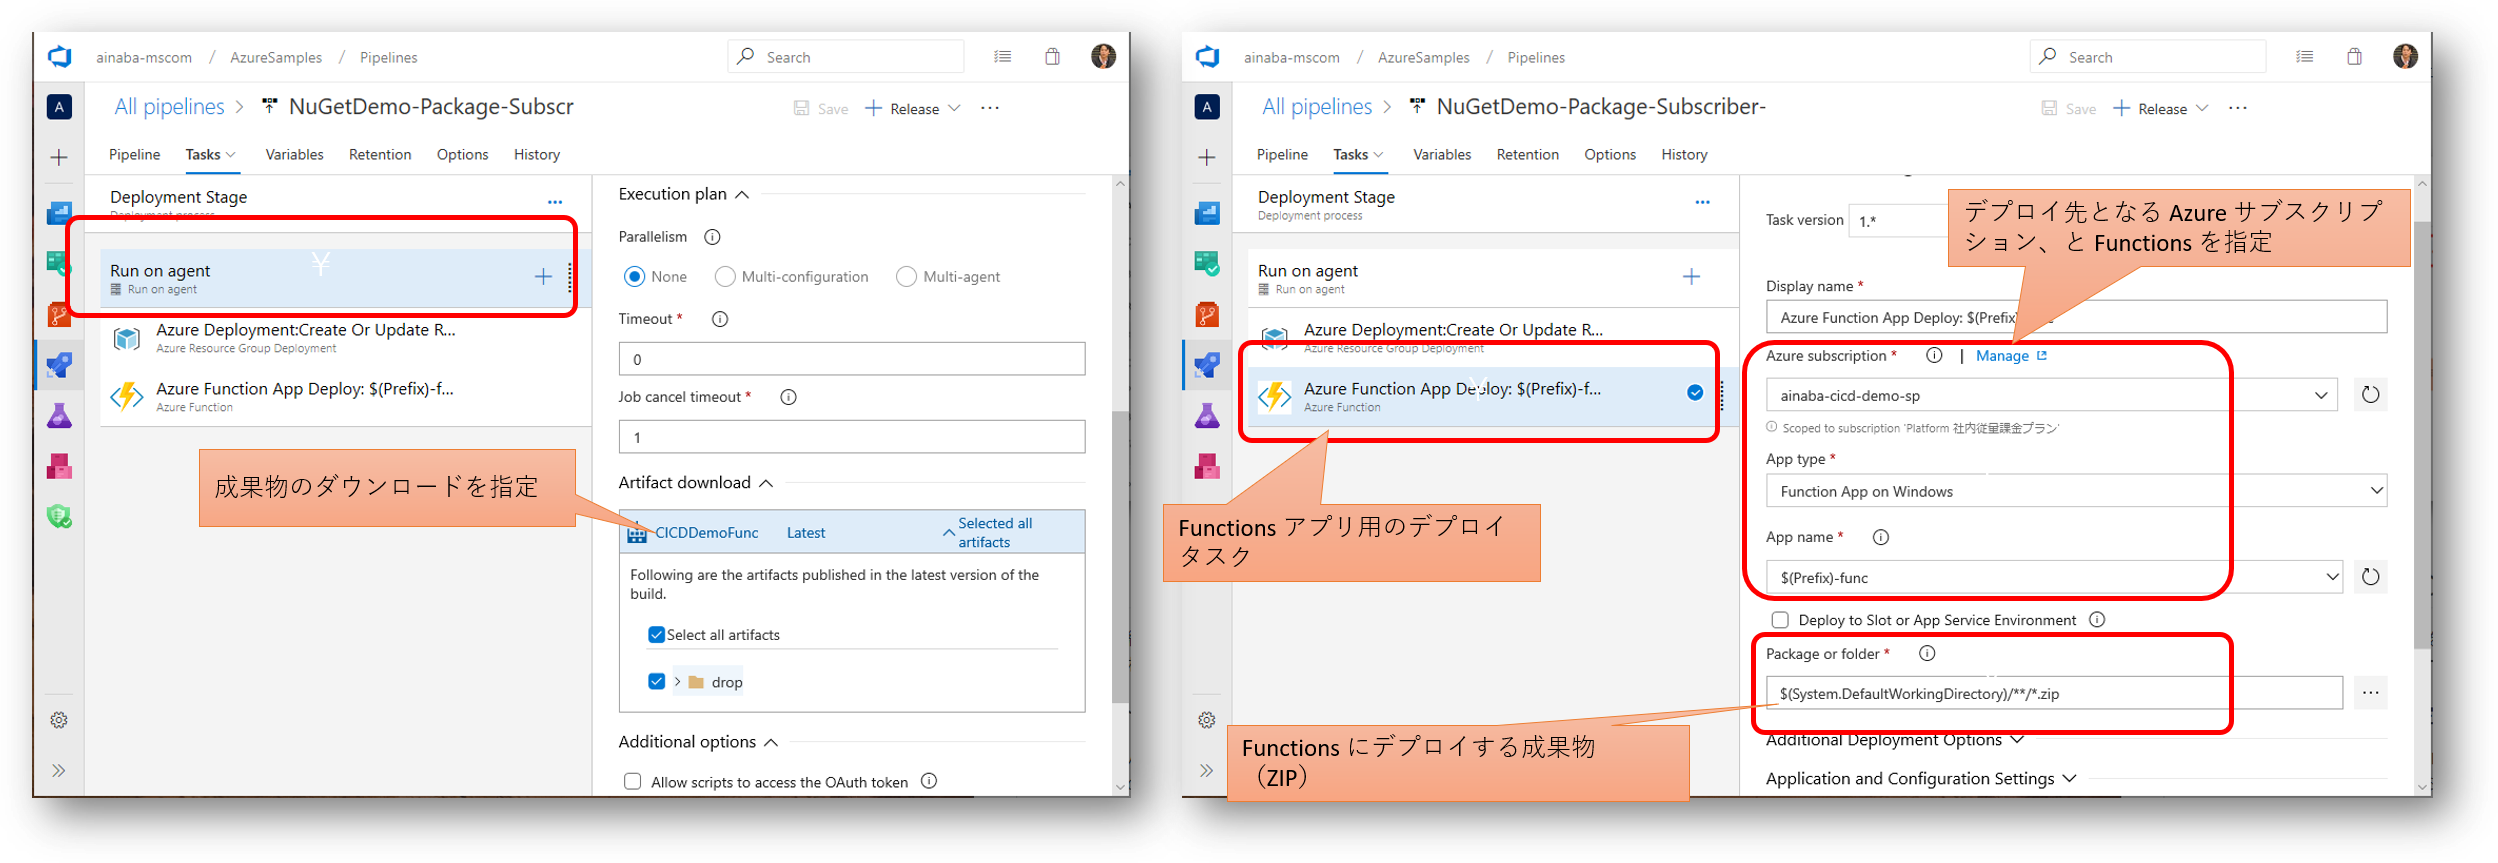 ainaba-mscom / AzureSamples / Pipelines
Search
A
All pipelines > NuGetDemo-Package-Subscr
Save
+ Release
...
Pipeline
Tasks
Variables
Retention
Options
History
Deployment Stage
Deployment process
...
Run on agent
Run on agent
¥
Azure Deployment:Create Or Update R...
Azure Resource Group Deployment
Azure Function App Deploy: $(Prefix)-f...
Azure Function
成果物のダウンロードを指定
Execution plan
Parallelism
None
Multi-configuration
Multi-agent
Timeout *
0
Job cancel timeout *
1
Artifact download
CICDDemoFunc
Latest
Selected all
artifacts
Following are the artifacts published in the latest version of the
build.
Select all artifacts
drop
Additional options
Allow scripts to access the OAuth token
ainaba-mscom / AzureSamples / Pipelines
Search
A
All pipelines > NuGetDemo-Package-Subscriber-
Save
+ Release
...
Pipeline
Tasks
Variables
Retention
Options
History
Deployment Stage
Deployment process
...
Run on agent
Run on agent
Azure Deployment:Create Or Update R...
Azure Resource Group Deployment
Azure Function App Deploy: $(Prefix)-f...
Azure Function
Functions アプリ用のデプロイ
タスク
Functions にデプロイする成果物
（ZIP）
デプロイ先となる Azure サブスクリプ
ション、と Functions を指定
Task version
1.*
Display name *
Azure Function App Deploy: $(Prefix)
Azure subscription *
| Manage
ainaba-cicd-demo-sp
Scoped to subscription 'Platform 社内従量課金プラン'
App type *
Function App on Windows
App name *
$(Prefix)-func
Deploy to Slot or App Service Environment
Package or folder *
$(System.DefaultWorkingDirectory)/**/*.zip
...
Additional Deployment Options
Application and Configuration Settings